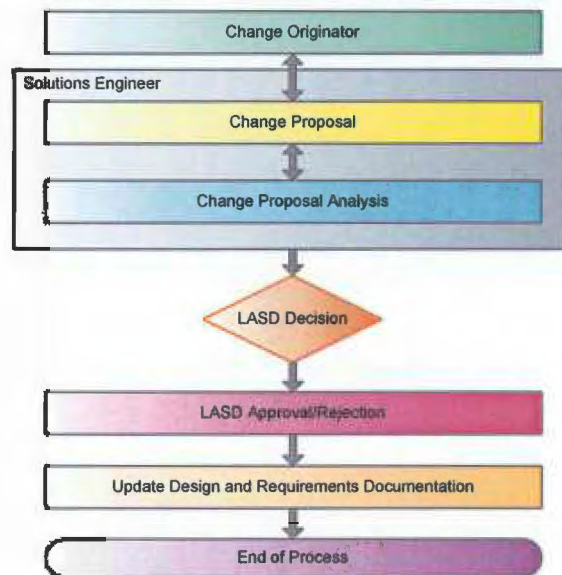 Change Originator
Solutions Engineer
Change Proposal
Change Proposal Analysis
LASD Decision
LASD Approval/Rejection
Update Design and Requirements Documentation
End of Process